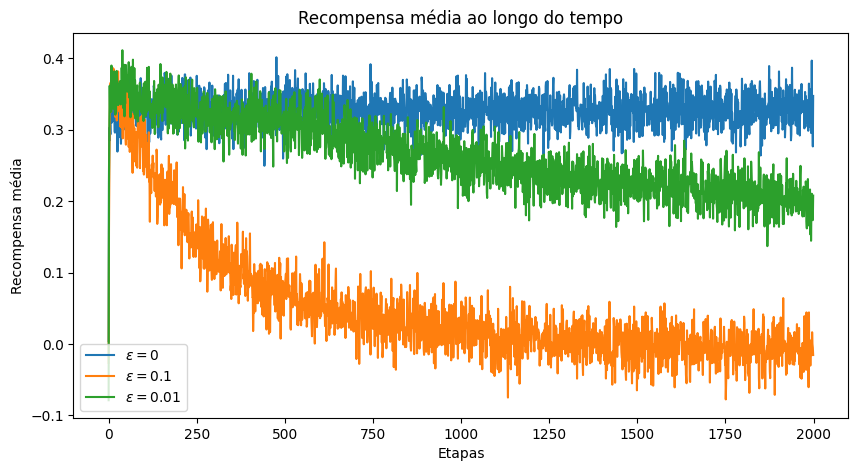 Recompensa média ao longo do tempo
Recompensa média
0.4
0.3
0.2
0.1
0.0
−0.1
ε = 0
ε = 0.1
ε = 0.01
0 250 500 750 1000 1250 1500 1750 2000
Etapas